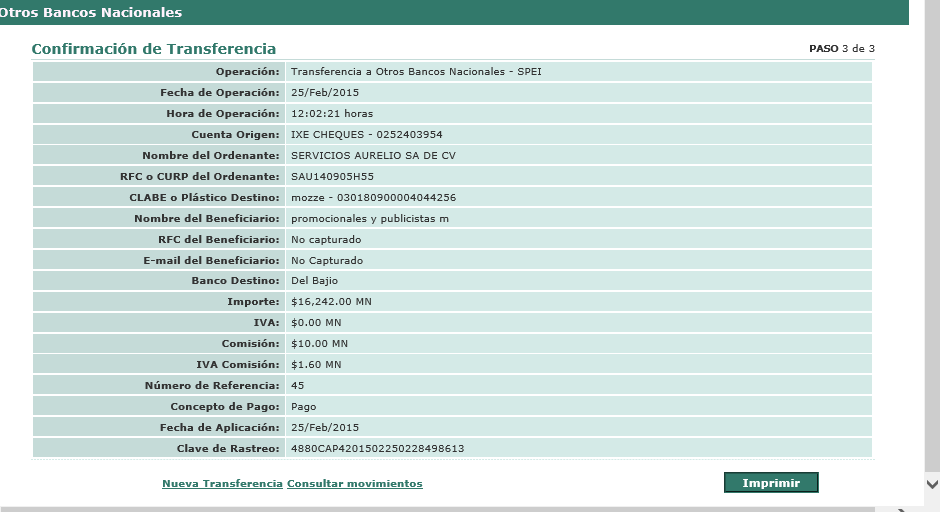 Otros Bancos Nacionales
Confirmación de Transferencia PASO 3 de 3
Operación: Transferencia a Otros Bancos Nacionales - SPEI
Fecha de Operación: 25/Feb/2015
Hora de Operación: 12:02:21 horas
Cuenta Origen: IXE CHEQUES - 0252403954
Nombre del Ordenante: SERVICIOS AURELIO SA DE CV
RFC o CURP del Ordenante: SAU140905H55
CLABE o Plástico Destino: mozze - 030180900004044256
Nombre del Beneficiario: promocionales y publicistas m
RFC del Beneficiario: No capturado
E-mail del Beneficiario: No Capturado
Banco Destino: Del Bajio
Importe: $16,242.00 MN
IVA: $0.00 MN
Comisión: $10.00 MN
IVA Comisión: $1.60 MN
Número de Referencia: 45
Concepto de Pago: Pago
Fecha de Aplicación: 25/Feb/2015
Clave de Rastreo: 4880CAP4201502250228498613
Nueva Transferencia Consultar movimientos Imprimir